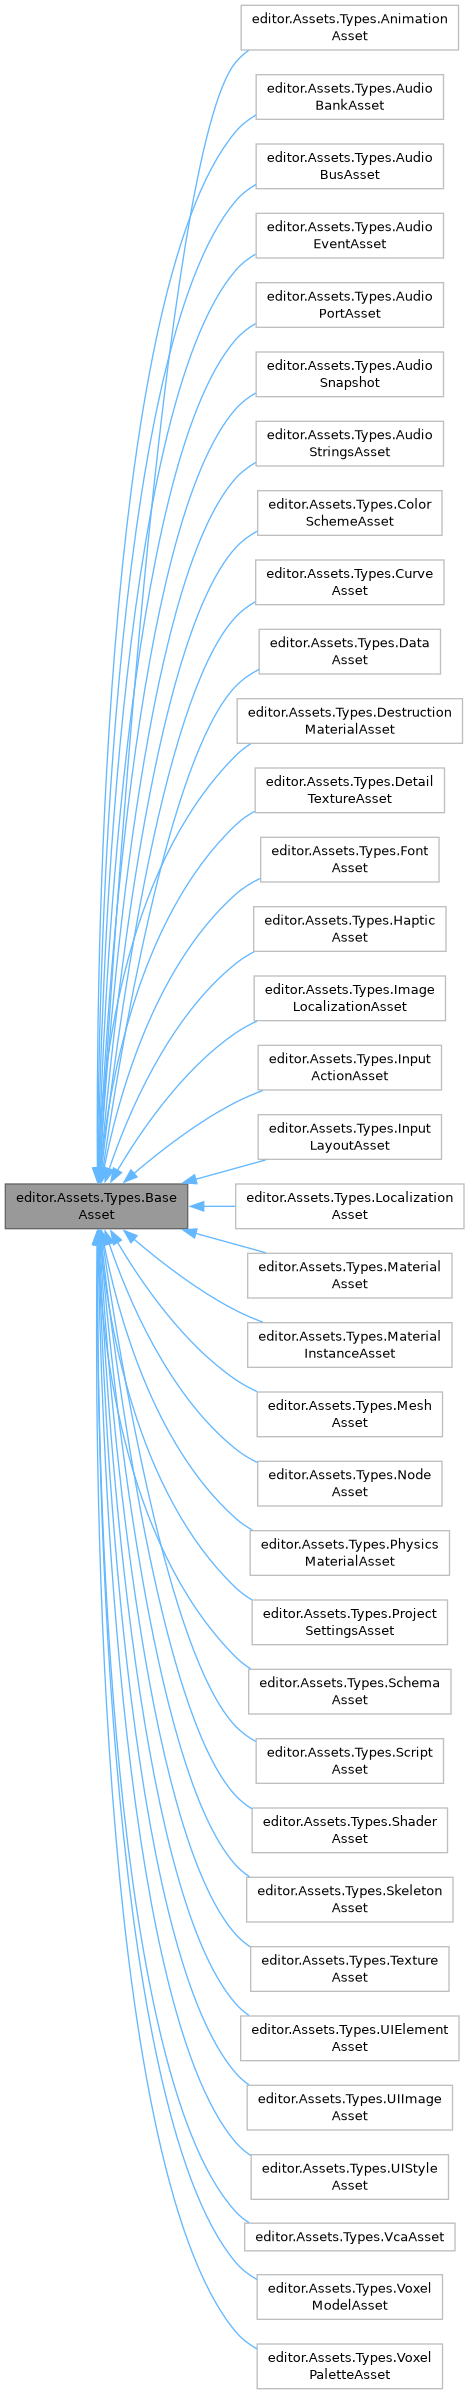 editor.Assets.Types.Animation
Asset
editor.Assets.Types.Audio
BankAsset
editor.Assets.Types.Audio
BusAsset
editor.Assets.Types.Audio
EventAsset
editor.Assets.Types.Audio
PortAsset
editor.Assets.Types.Audio
Snapshot
editor.Assets.Types.Audio
StringsAsset
editor.Assets.Types.Color
SchemeAsset
editor.Assets.Types.Curve
Asset
editor.Assets.Types.Data
Asset
editor.Assets.Types.Destruction
MaterialAsset
editor.Assets.Types.Detail
TextureAsset
editor.Assets.Types.Font
Asset
editor.Assets.Types.Haptic
Asset
editor.Assets.Types.Image
LocalizationAsset
editor.Assets.Types.Input
ActionAsset
editor.Assets.Types.Input
LayoutAsset
editor.Assets.Types.Base
Asset
editor.Assets.Types.Localization
Asset
editor.Assets.Types.Material
Asset
editor.Assets.Types.Material
InstanceAsset
editor.Assets.Types.Mesh
Asset
editor.Assets.Types.Node
Asset
editor.Assets.Types.Physics
MaterialAsset
editor.Assets.Types.Project
SettingsAsset
editor.Assets.Types.Schema
Asset
editor.Assets.Types.Script
Asset
editor.Assets.Types.Shader
Asset
editor.Assets.Types.Skeleton
Asset
editor.Assets.Types.Texture
Asset
editor.Assets.Types.UIElement
Asset
editor.Assets.Types.UIImage
Asset
editor.Assets.Types.UIStyle
Asset
editor.Assets.Types.VcaAsset
editor.Assets.Types.Voxel
ModelAsset
editor.Assets.Types.Voxel
PaletteAsset